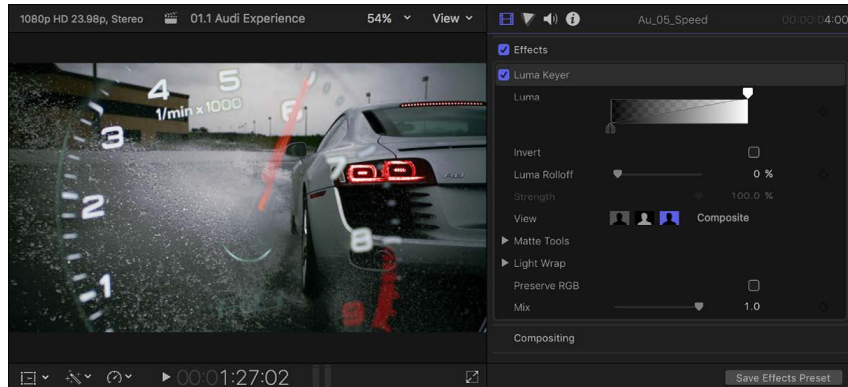 1080p HD 23.98p, Stereo 01.1 Audi Experience 54% View
Au_05_Speed 00:00:04:00
Effects
Luma Keyer
Luma
Invert
Luma Rolloff 0 %
Strength 100.0 %
View Composite
Matte Tools
Light Wrap
Preserve RGB
Mix 1.0
Compositing
Save Effects Preset
4 5 6
1/min x 1000
3
7
2
8
1
9
00:01:27:02